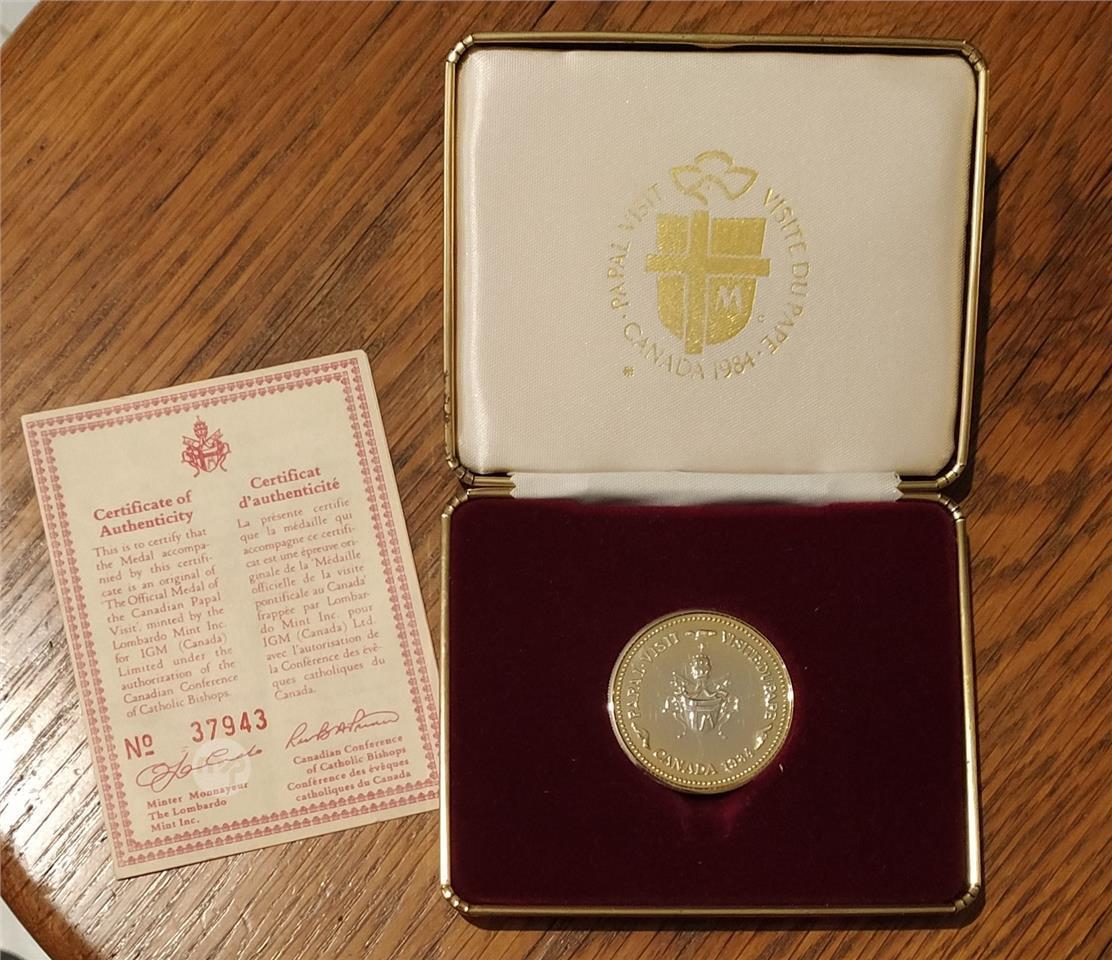 Certificate of
Authenticity
This is to certify that
the Medal accompa-
nied by this certifi-
cate is an original of
'The Official Medal of
the Canadian Papal
Visit', minted by the
Lombardo Mint Inc.
for IGM (Canada)
Limited under the
authorization of the
Canadian Conference
of Catholic Bishops.
Certificat
d'authenticité
La présente certifie
que la médaille qui
accompagne ce certifi-
cat est une épreuve ori-
ginale de la 'Médaille
officielle de la visite
pontificale au Canada'
frappée par Lombar-
do Mint Inc. pour
IGM (Canada) Ltd.
avec l'autorisation de
la Conférence des évê-
ques catholiques du
Canada.
Nº 37943
Minter Monnayeur
The Lombardo
Mint Inc.
Canadian Conference
of Catholic Bishops
Conférence des évêques
catholiques du Canada
PAPAL VISIT
VISITE DU PAPE
CANADA 1984
M
PAPAL VISIT
VISITE DU PAPE
CANADA 1984